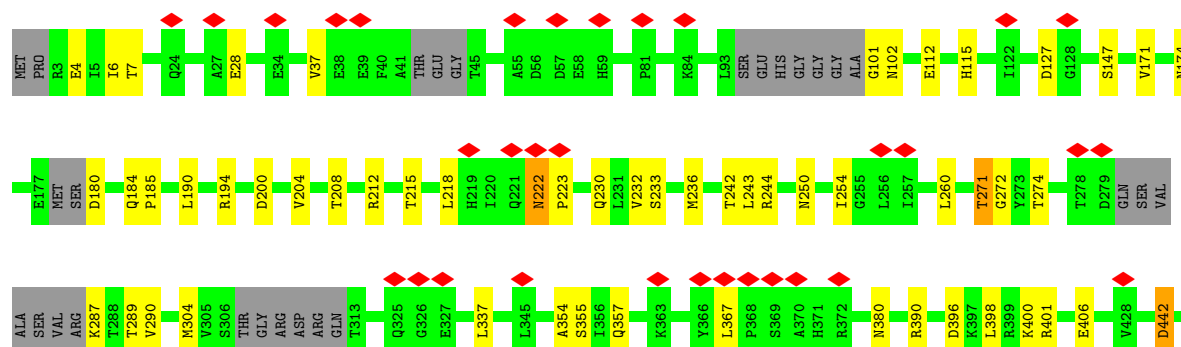 MET PRO R3 E4 I5 I6 T7 Q24 A27 E28 E34 V37 E38 E39 F40 A41 THR GLU GLY T45 A55 D56 D57 E58 H59 P81 K84 L93 SER GLU HIS GLY GLY GLY ALA G101 N102 E112 H115 I122 D127 G128 S147 V171 N174
E177 MET SER D180 Q184 P185 L190 R194 D200 V204 T208 R212 T215 L218 H219 I220 Q221 N222 P223 Q230 L231 V232 S233 M236 T242 L243 R244 N250 I254 G255 L256 I257 L260 T271 G272 Y273 T274 T278 D279 GLN SER VAL
ALA SER VAL ARG K287 T288 T289 V290 M304 V305 S306 THR GLY ARG ASP ARG GLN T313 Q325 G326 E327 L337 L345 A354 S355 I356 Q357 K363 Y366 L367 P368 S369 A370 H371 R372 N380 R390 D396 K397 L398 R399 K400 R401 E406 V428 D442